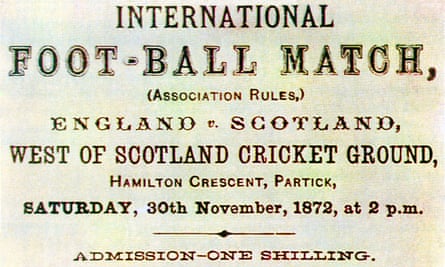 INTERNATIONAL
FOOT-BALL MATCH,
(ASSOCIATION RULES,)
ENGLAND v. SCOTLAND,
WEST OF SCOTLAND CRICKET GROUND,
HAMILTON CRESCENT, PARTICK,
SATURDAY, 30th November, 1872, at 2 p.m.
ADMISSION—ONE SHILLING.